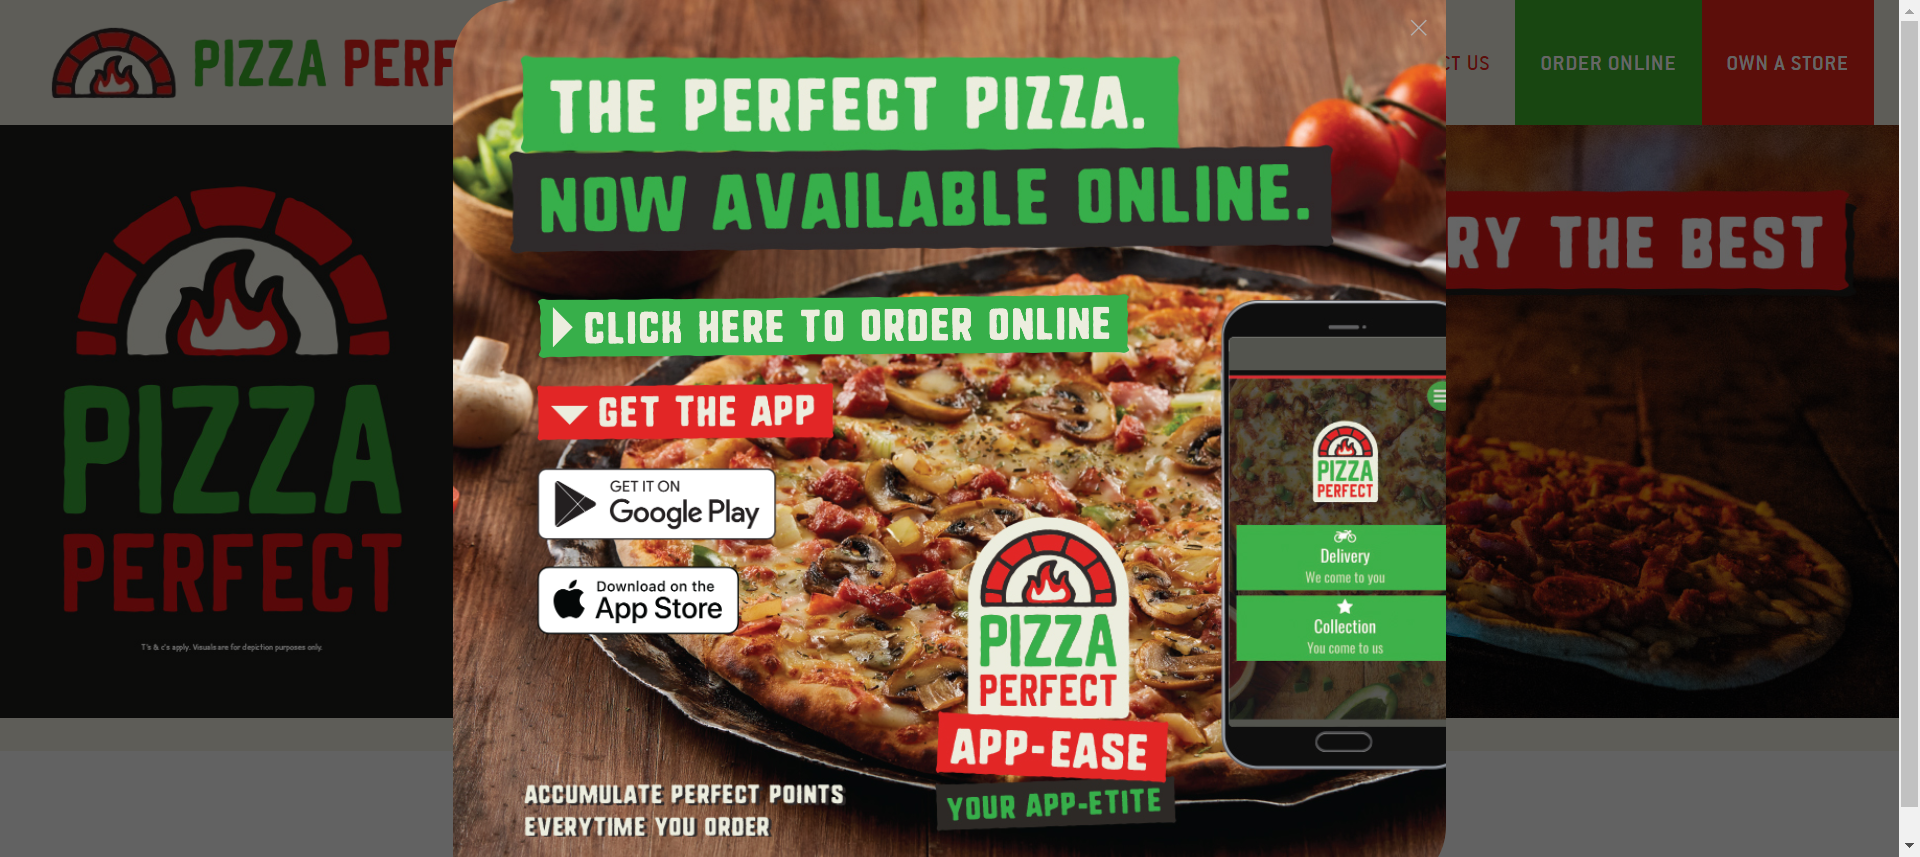 PIZZA PERF
CT US
ORDER ONLINE
OWN A STORE
THE PERFECT PIZZA.
NOW AVAILABLE ONLINE.
RY THE BEST
CLICK HERE TO ORDER ONLINE
GET THE APP
GET IT ON
Google Play
Download on the
App Store
PIZZA
PERFECT
T's & c's apply. Visuals are for depiction purposes only.
PIZZA
PERFECT
Delivery
We come to you
Collection
You come to us
PIZZA
PERFECT
APP-EASE
YOUR APP-ETITE
ACCUMULATE PERFECT POINTS
EVERYTIME YOU ORDER